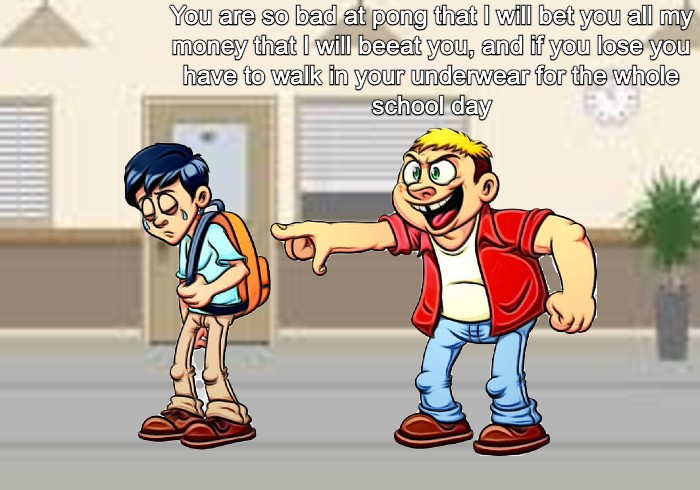 You are so bad at pong that I will bet you all my
money that I will beeat you, and if you lose you
have to walk in your underwear for the whole
school day